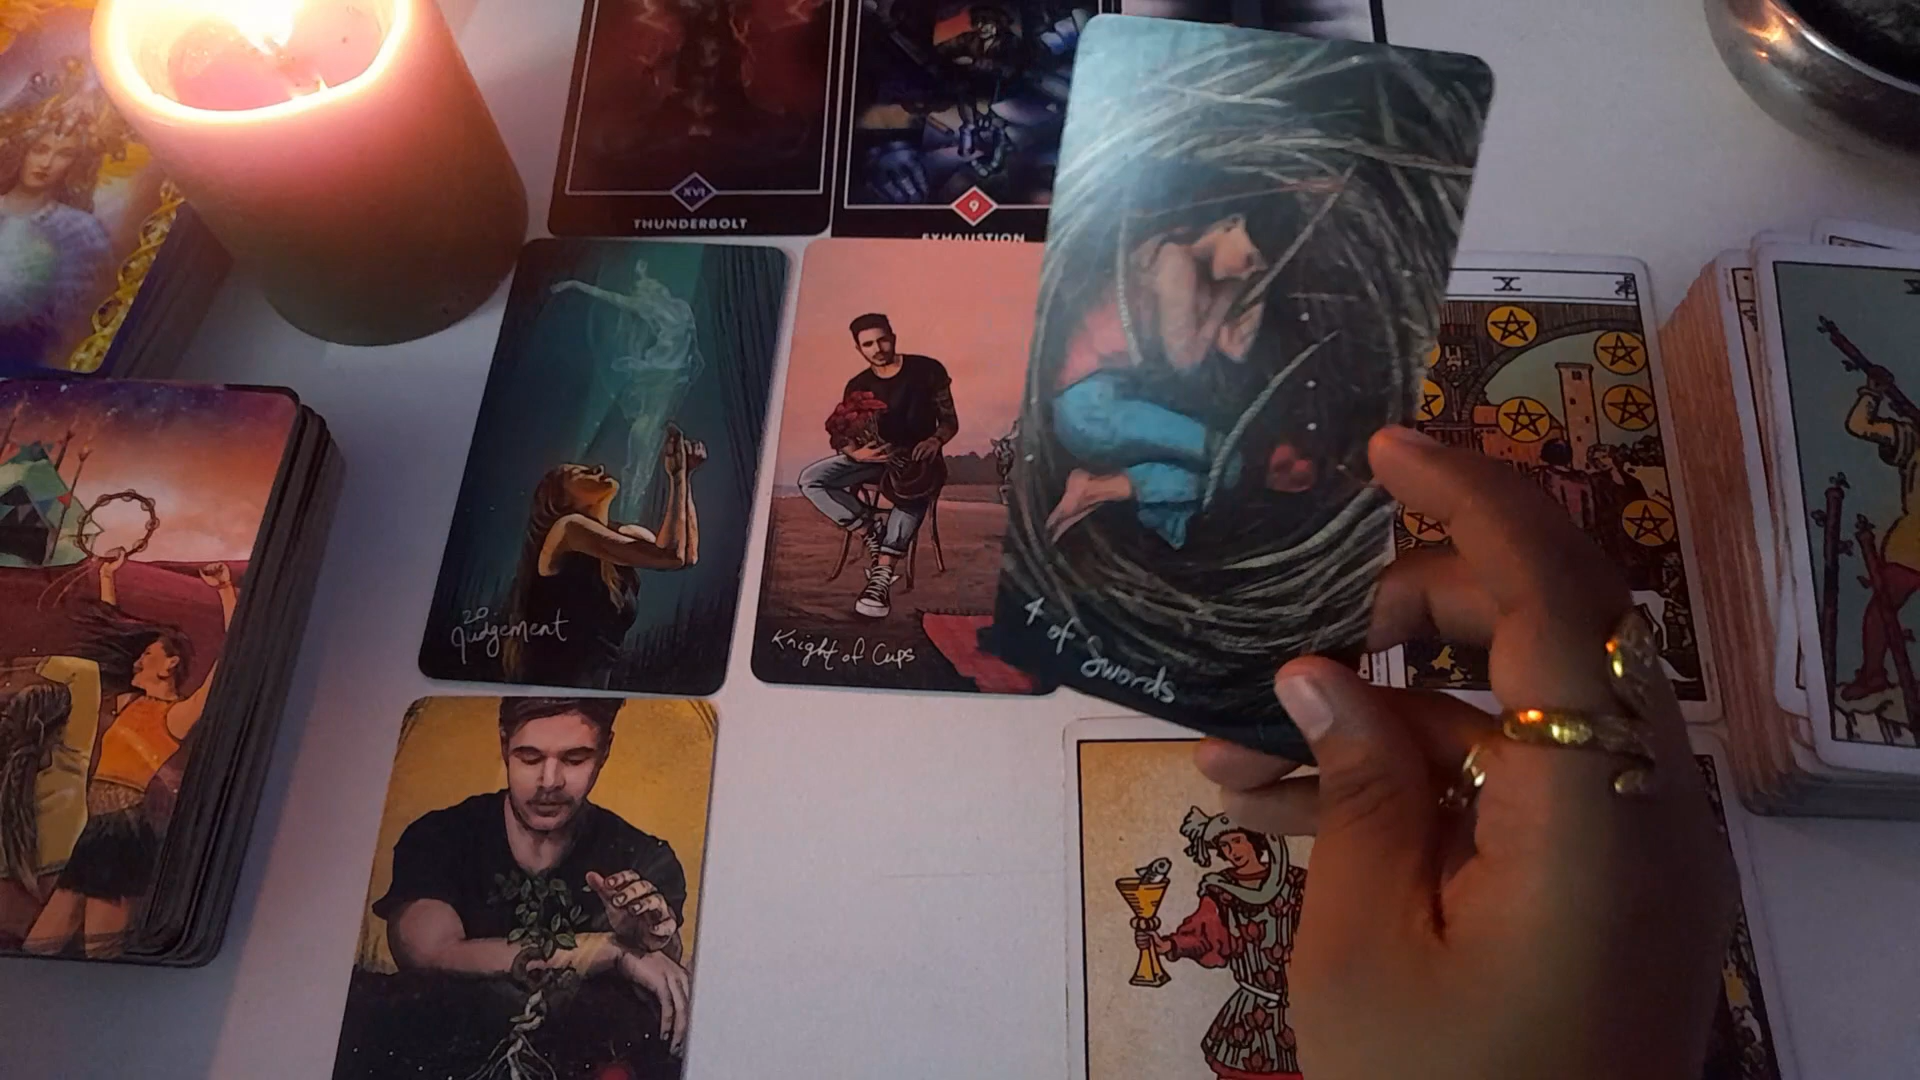 XVI
THUNDERBOLT
9
EXHAUSTION
20
Judgement
Knight of Cups
4 of Swords
X